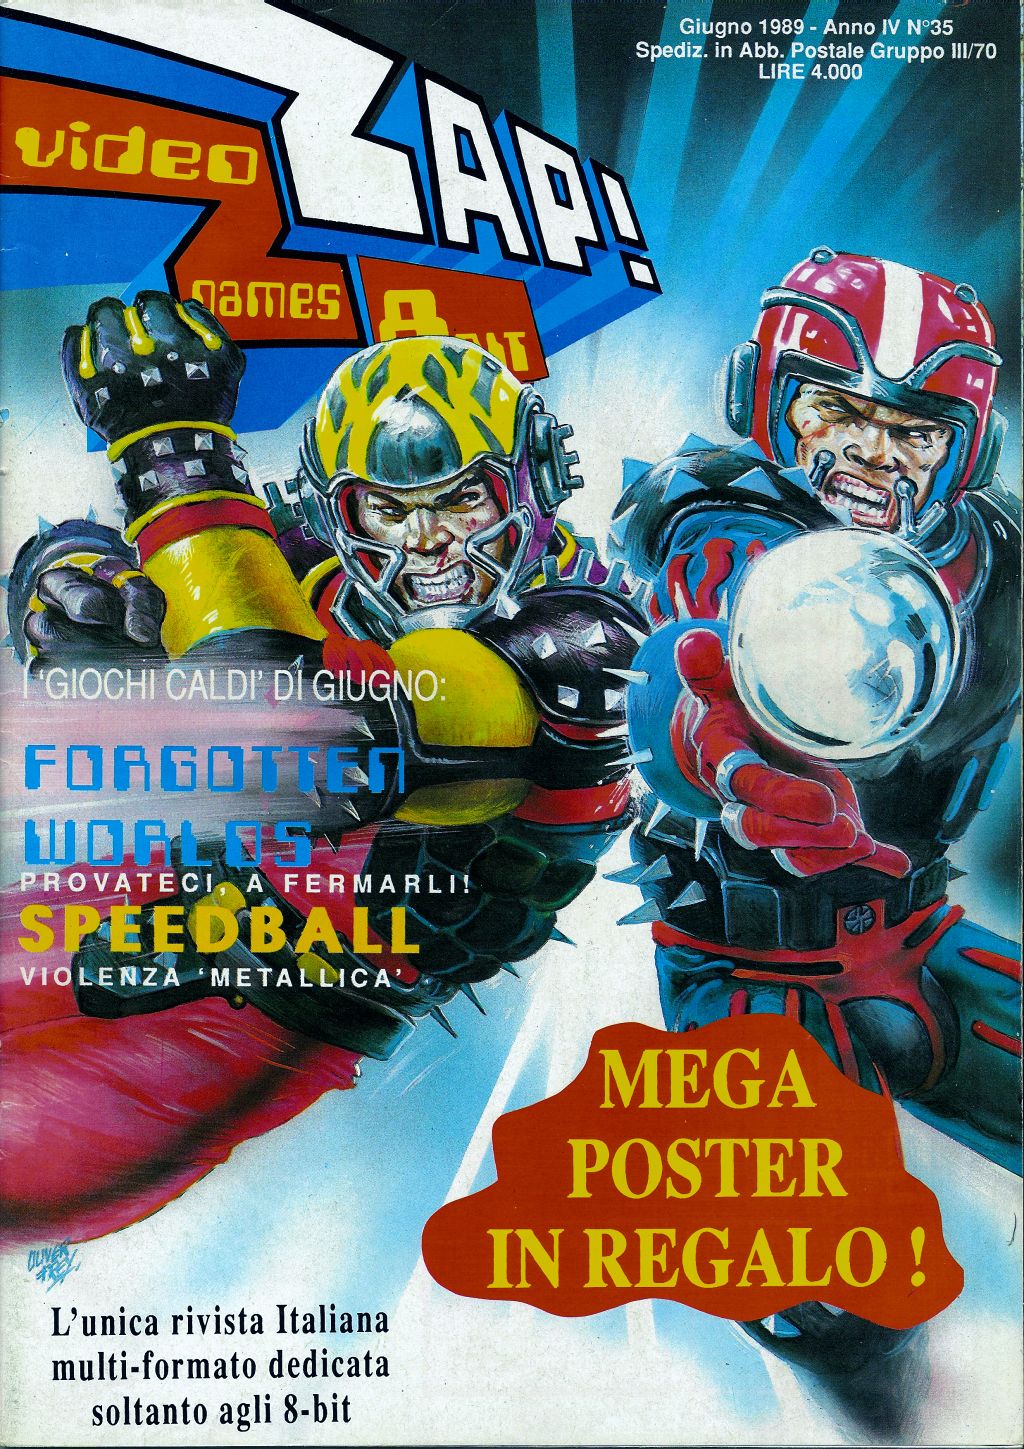 Giugno 1989 - Anno IV N°35
Spediz. in Abb. Postale Gruppo III/70
LIRE 4.000
ZAP!
video
games
8 BIT
I 'GIOCHI CALDI' DI GIUGNO:
FORGOTTEN
WORLDS
PROVATECI, A FERMARLI!
SPEEDBALL
VIOLENZA 'METALLICA'
MEGA
POSTER
IN REGALO !
OLIVER
FREY
L'unica rivista Italiana
multi-formato dedicata
soltanto agli 8-bit